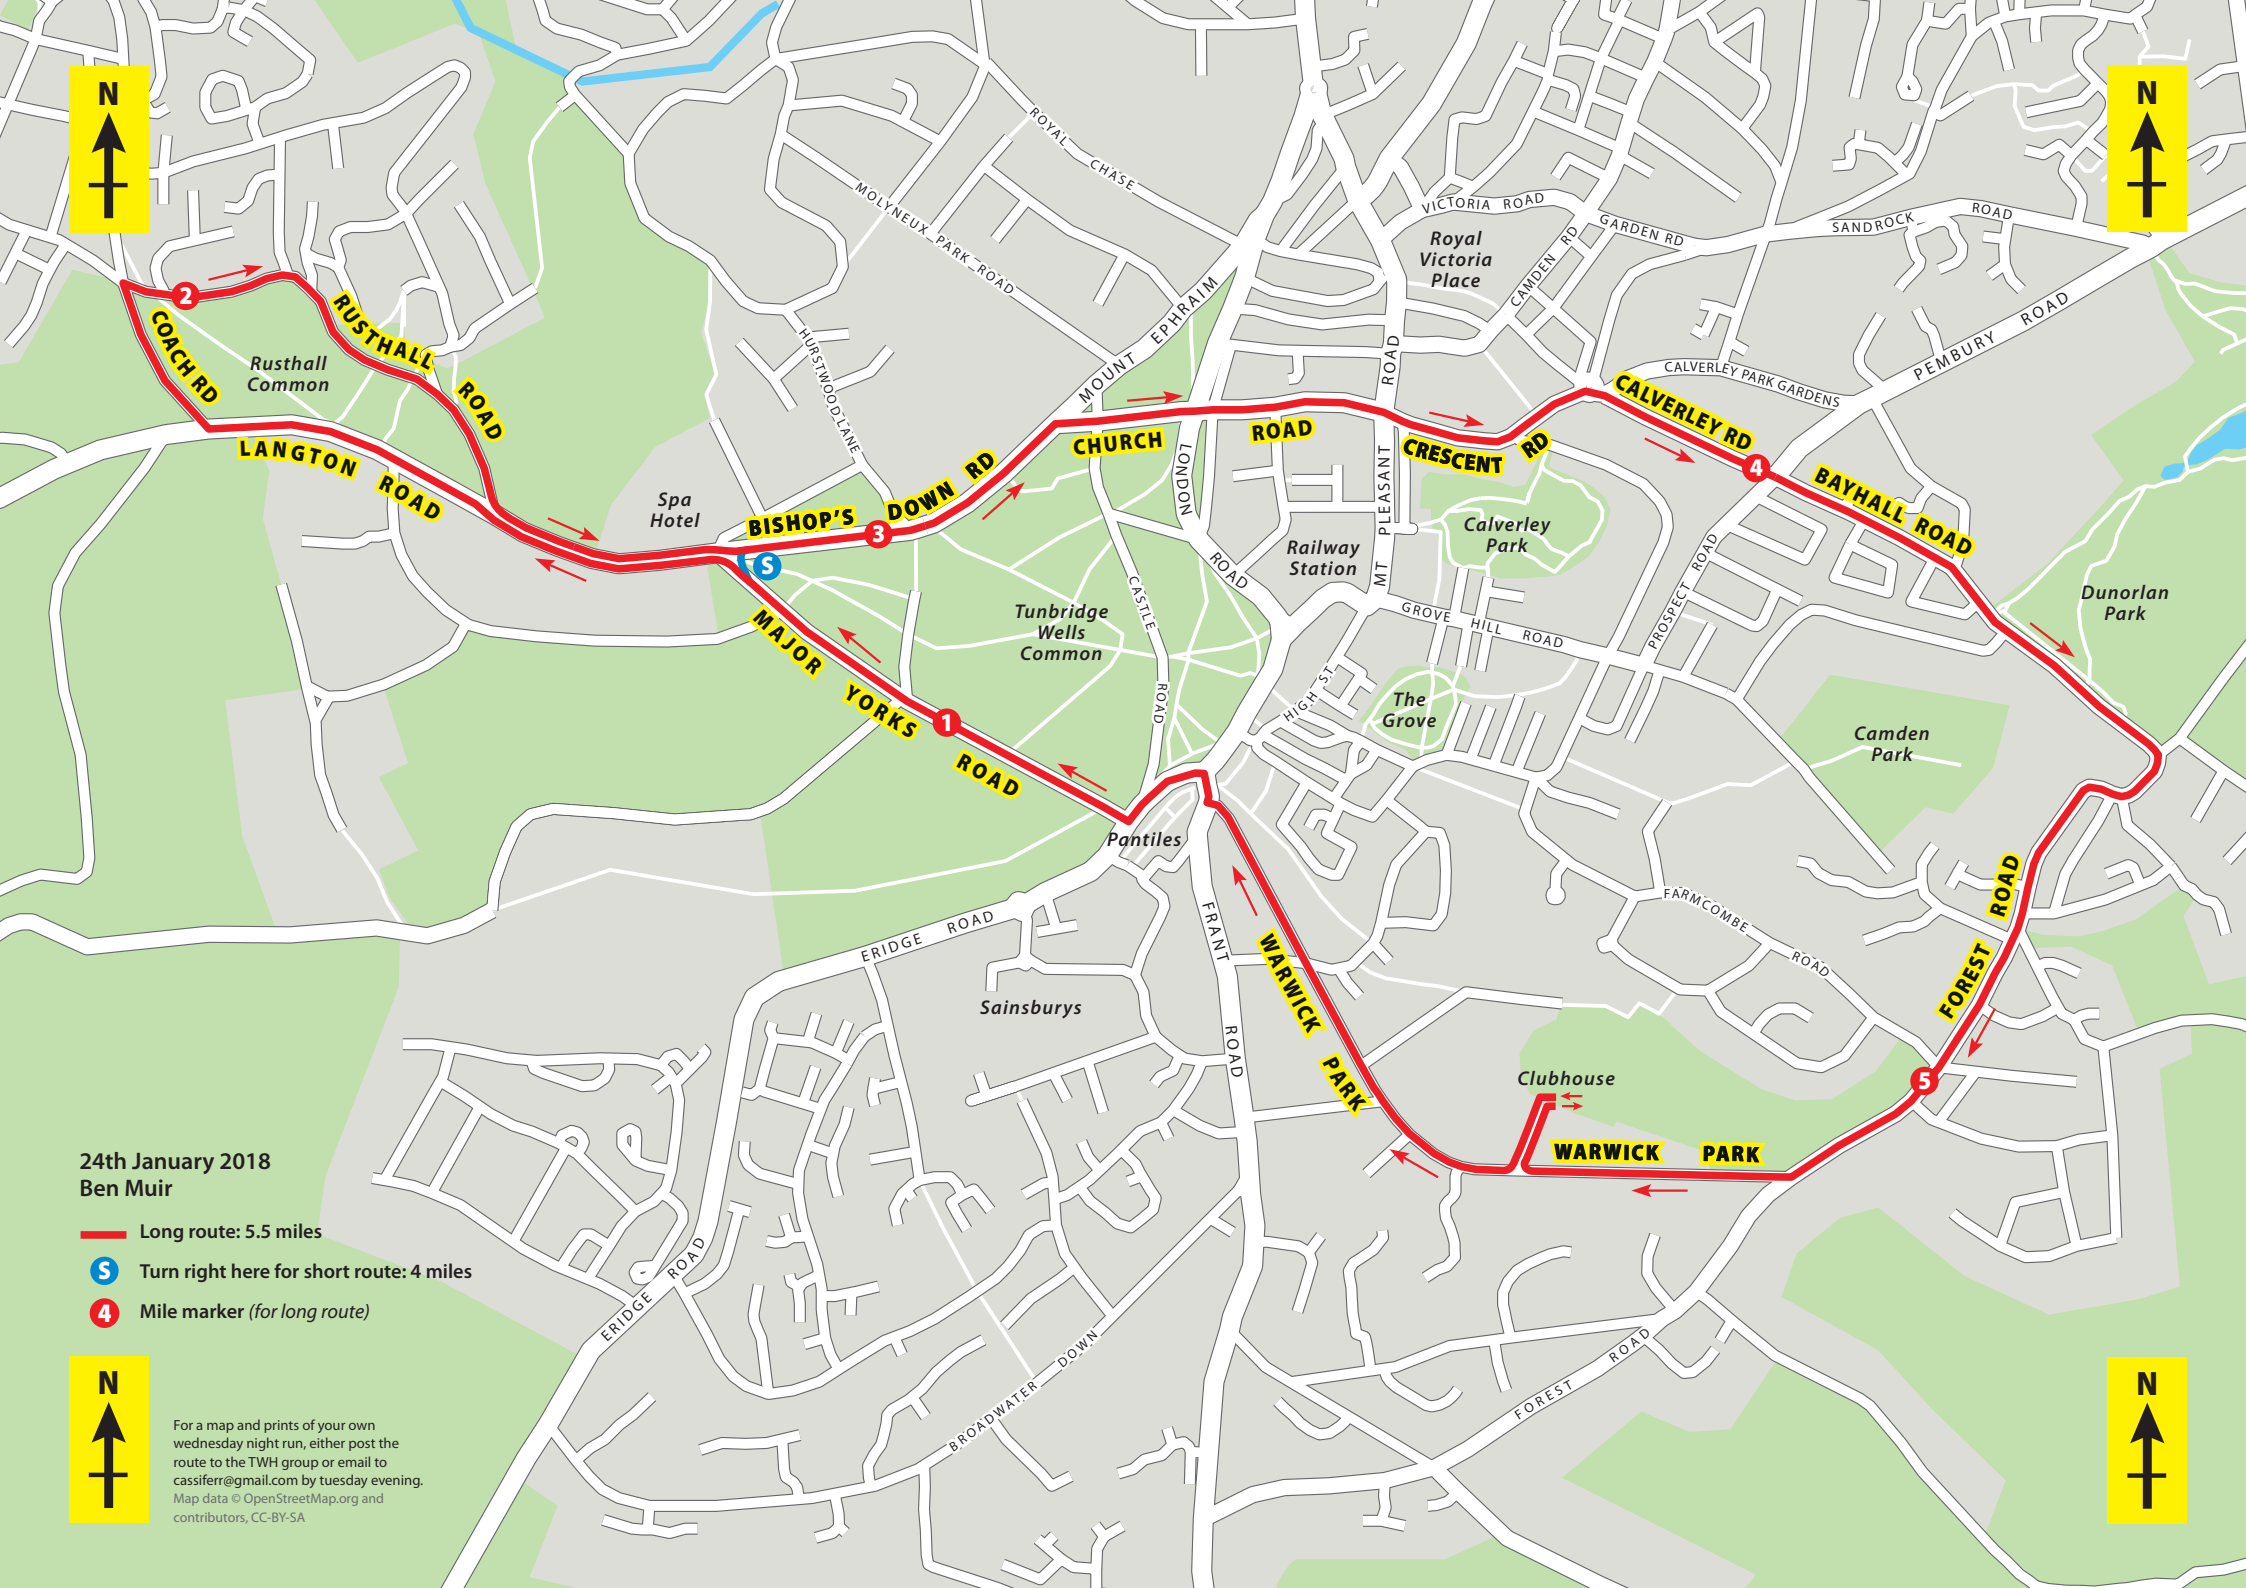 N
N
ROYAL CHASE
MOLYNEUX PARK ROAD
VICTORIA ROAD
GARDEN RD
SANDROCK ROAD
Royal
Victoria
Place
CAMDEN RD
MOUNT EPHRAIM
PEMBURY ROAD
2
RUSTHALL ROAD
COACH RD
Rusthall
Common
HURSTWOOD LANE
CALVERLEY PARK GARDENS
CALVERLEY RD
CHURCH ROAD
CRESCENT RD
LANGTON ROAD
4
BAYHALL ROAD
Spa
Hotel
BISHOP'S DOWN RD
3
S
LONDON ROAD
MT PLEASANT ROAD
Railway
Station
Calverley
Park
PROSPECT ROAD
Dunorlan
Park
CASTLE ROAD
Tunbridge
Wells
Common
GROVE HILL ROAD
MAJOR YORKS ROAD
1
HIGH ST
The
Grove
Camden
Park
Pantiles
FARMCOMBE ROAD
FOREST ROAD
ERIDGE ROAD
FRANT ROAD
WARWICK PARK
Sainsburys
5
Clubhouse
WARWICK PARK
24th January 2018
Ben Muir
Long route: 5.5 miles
S Turn right here for short route: 4 miles
4 Mile marker (for long route)
ERIDGE ROAD
BROADWATER DOWN
FOREST ROAD
N
N
For a map and prints of your own
wednesday night run, either post the
route to the TWH group or email to
cassiferr@gmail.com by tuesday evening.
Map data © OpenStreetMap.org and
contributors, CC-BY-SA